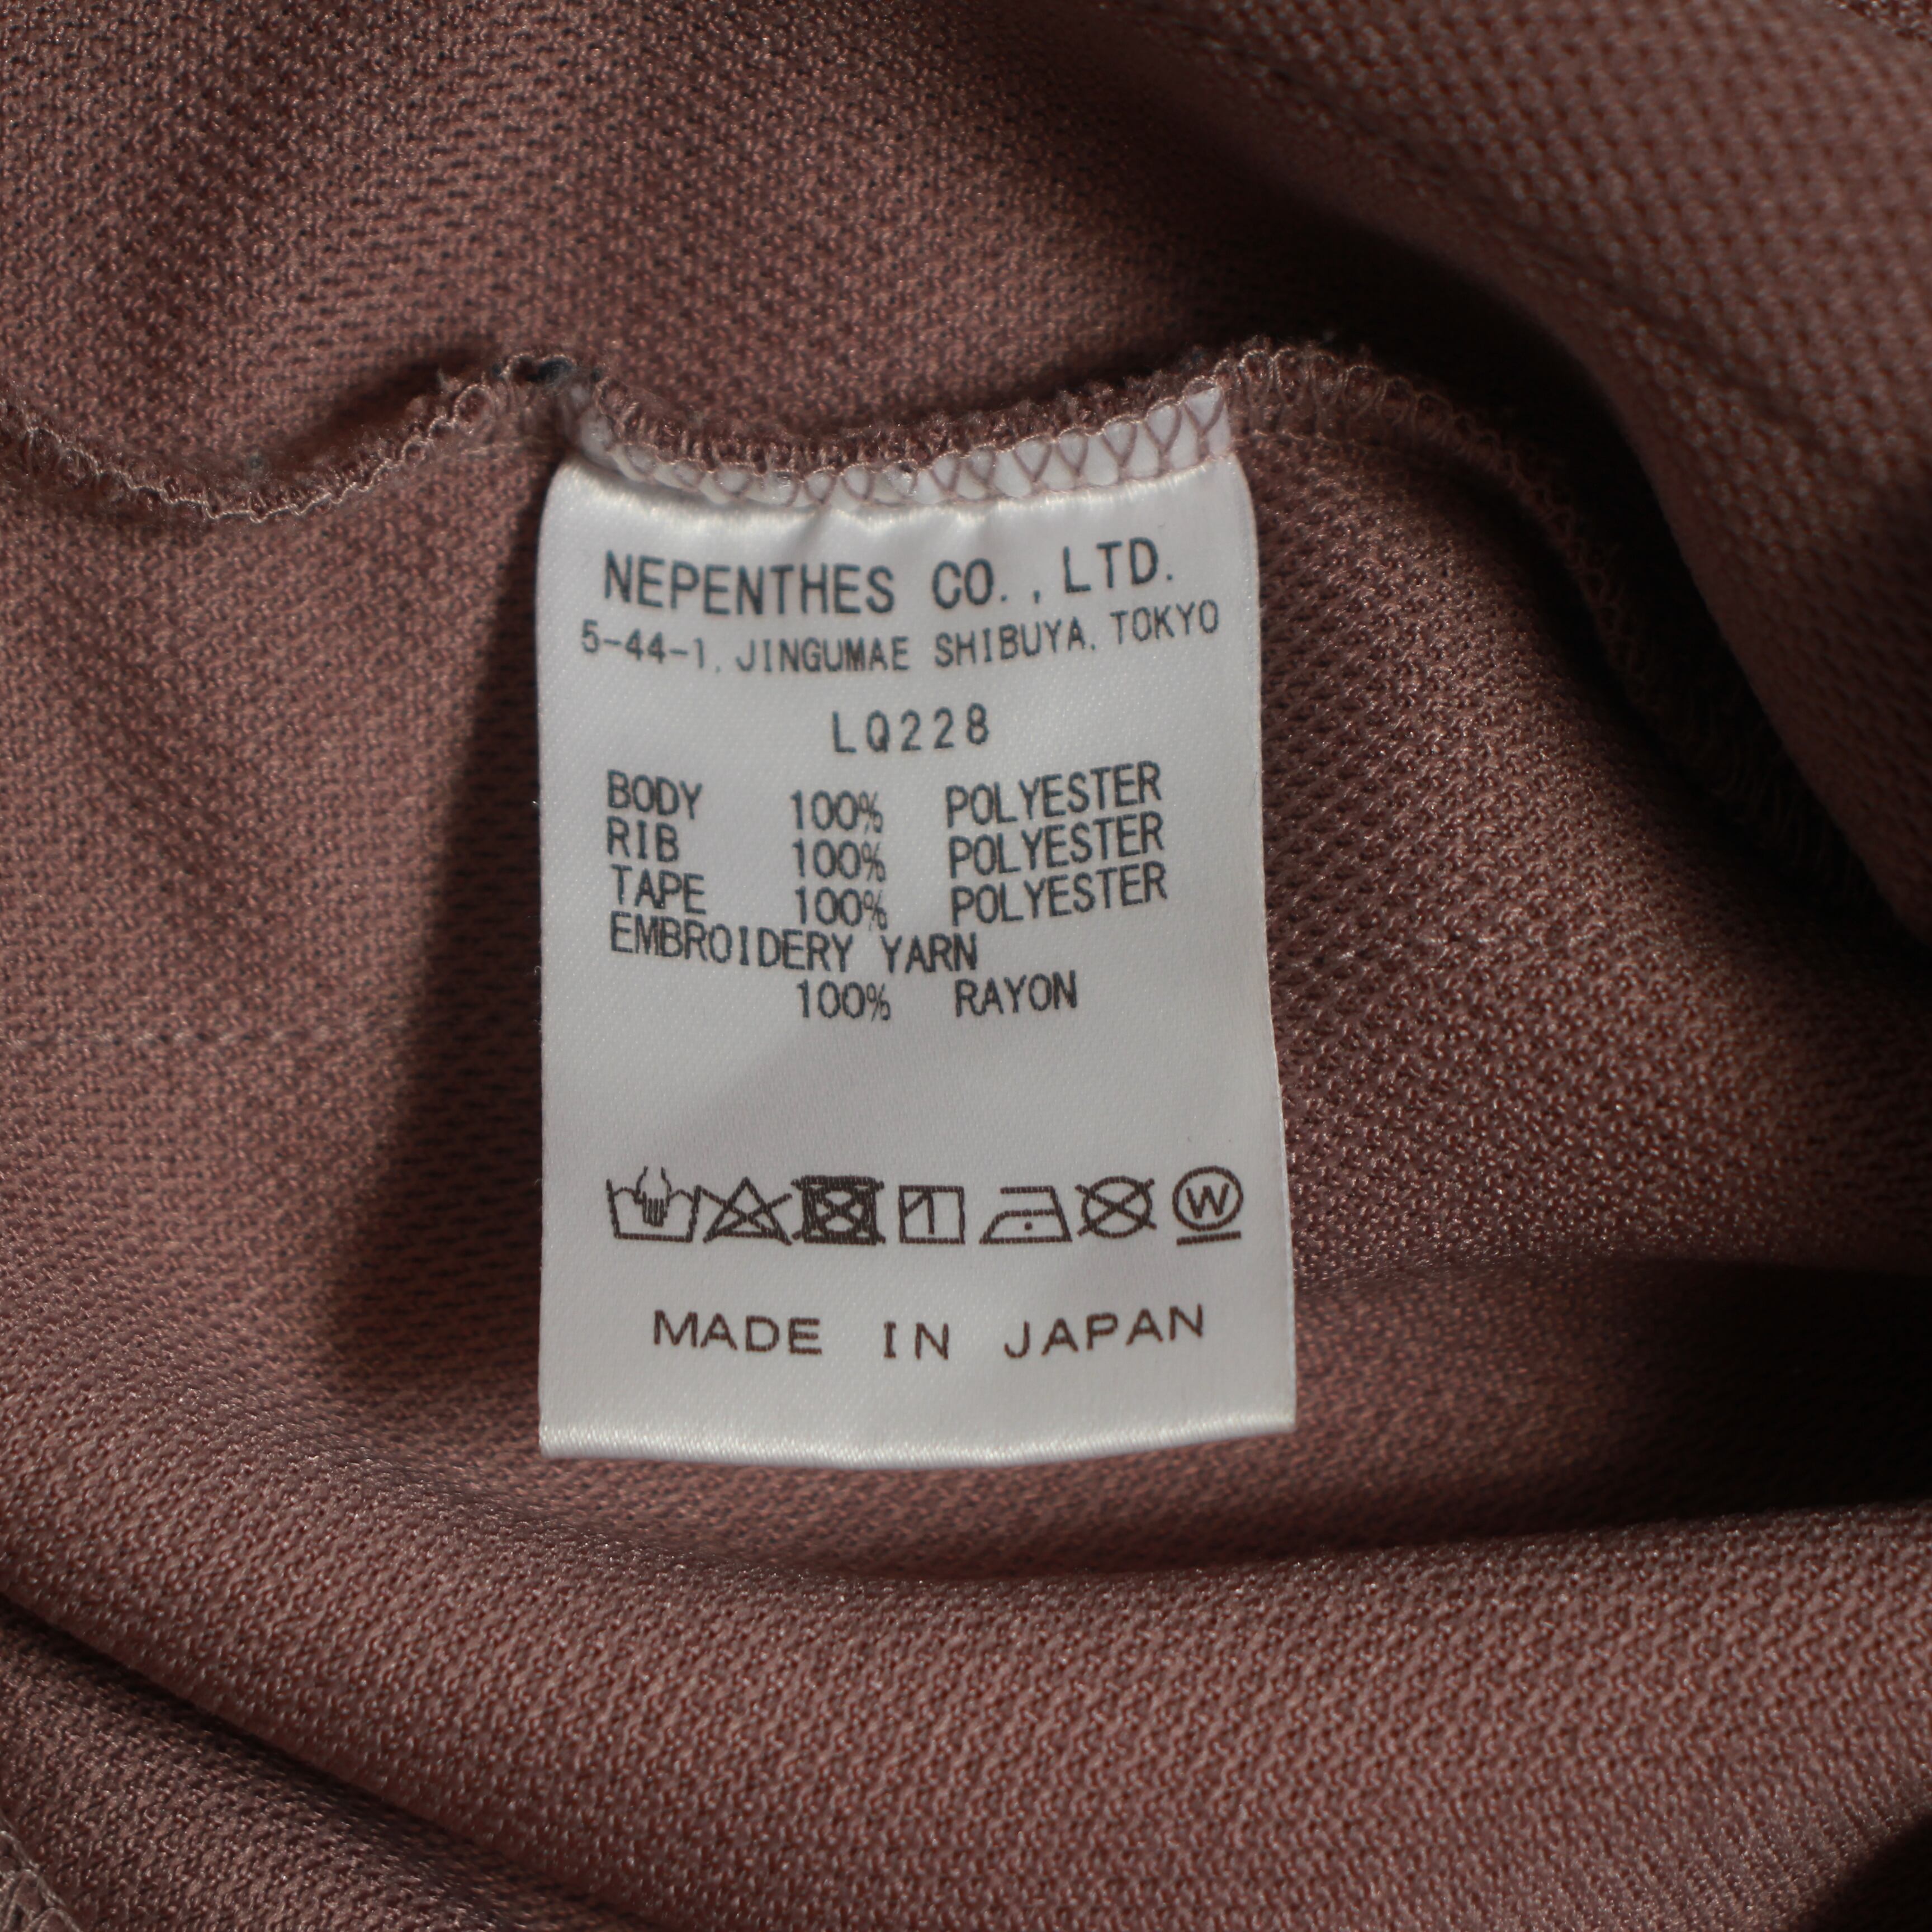 NEPENTHES CO., LTD.
5-44-1, JINGUMAE SHIBUYA, TOKYO
LQ228
BODY 100% POLYESTER
RIB 100% POLYESTER
TAPE 100% POLYESTER
EMBROIDERY YARN
100% RAYON
W
MADE IN JAPAN